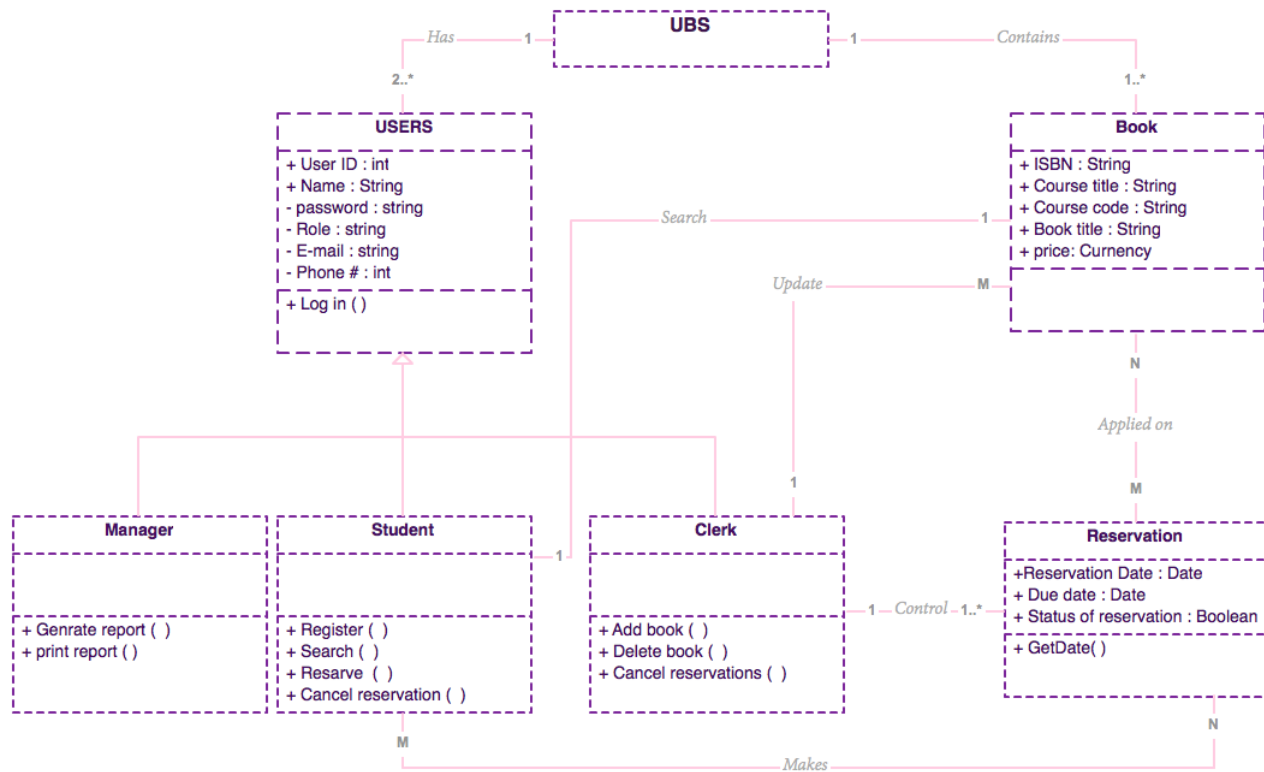 UBS
Has
1
1
Contains
2..*
1..*
USERS
+ User ID : int
+ Name : String
- password : string
- Role : string
- E-mail : string
- Phone # : int
+ Log in ( )
Book
+ ISBN : String
+ Course title : String
+ Course code : String
+ Book title : String
+ price: Curnency
Search
1
Update
M
N
Applied on
M
1
1
Manager
+ Genrate report ( )
+ print report ( )
Student
+ Register ( )
+ Search ( )
+ Resarve ( )
+ Cancel reservation ( )
Clerk
+ Add book ( )
+ Delete book ( )
+ Cancel reservations ( )
1
Control
1..*
Reservation
+Reservation Date : Date
+ Due date : Date
+ Status of reservation : Boolean
+ GetDate( )
M
N
Makes